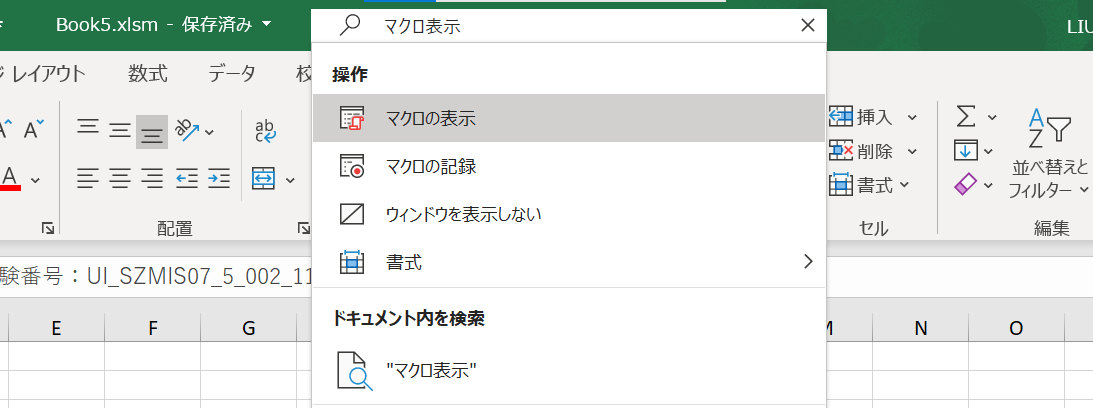 Book5.xlsm - 保存済み
マクロ表示
LIU
レイアウト
数式
データ
操作
マクロの表示
マクロの記録
ウィンドウを表示しない
書式
ドキュメント内を検索
"マクロ表示"
ab
A
A
A
配置
挿入
削除
書式
セル
並べ替えと
フィルター
編集
験番号：UI_SZMIS07_5_002_11
E F G N O